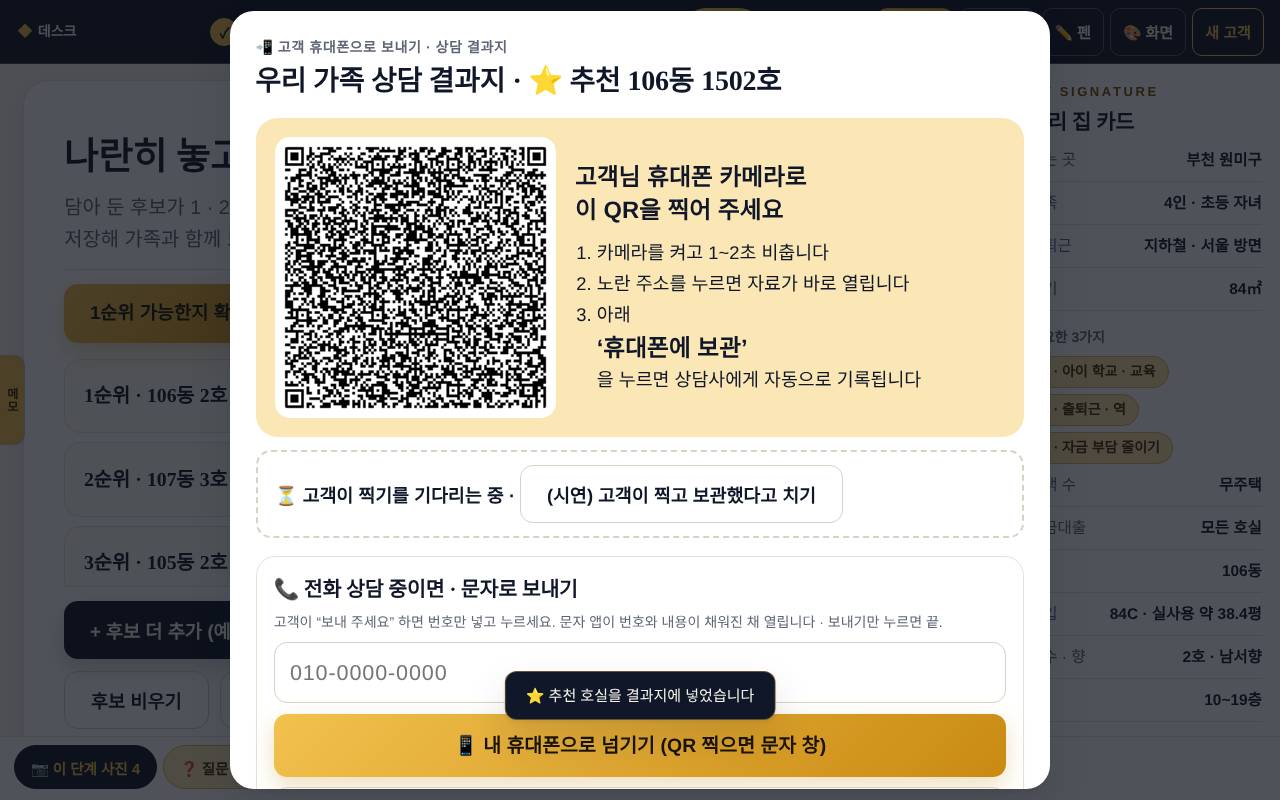 ◆ 데스크
✏️ 펜
🎨 화면
새 고객
📲 고객 휴대폰으로 보내기 · 상담 결과지
우리 가족 상담 결과지 · ⭐ 추천 106동 1502호
고객님 휴대폰 카메라로
이 QR을 찍어 주세요
1. 카메라를 켜고 1~2초 비춥니다
2. 노란 주소를 누르면 자료가 바로 열립니다
3. 아래
‘휴대폰에 보관’
을 누르면 상담사에게 자동으로 기록됩니다
⏳ 고객이 찍기를 기다리는 중 ·
(시연) 고객이 찍고 보관했다고 치기
📞 전화 상담 중이면 · 문자로 보내기
고객이 “보내 주세요” 하면 번호만 넣고 누르세요. 문자 앱이 번호와 내용이 채워진 채 열립니다 · 보내기만 누르면 끝.
010-0000-0000
⭐ 추천 호실을 결과지에 넣었습니다
📱 내 휴대폰으로 넘기기 (QR 찍으면 문자 창)
나란히 놓고
담아 둔 후보가 1 · 2
저장해 가족과 함께
1순위 가능한지 확
1순위 · 106동 2호
2순위 · 107동 3호
3순위 · 105동 2호
+ 후보 더 추가 (예
후보 비우기
메모
📷 이 단계 사진 4
❓ 질문
SIGNATURE
리 집 카드
는 곳
부천 원미구
족
4인 · 초등 자녀
퇴근
지하철 · 서울 방면
84㎡
요한 3가지
· 아이 학교 · 교육
· 출퇴근 · 역
· 자금 부담 줄이기
택 수
무주택
금대출
모든 호실
106동
84C · 실사용 약 38.4평
수 · 향
2호 · 남서향
10~19층